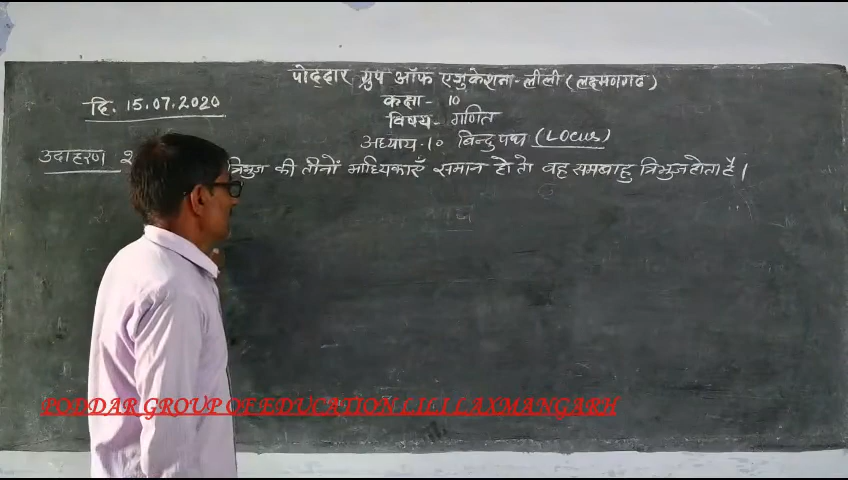 पोद्दार ग्रुप ऑफ एजुकेशन-लीली (लक्ष्मणगढ)
दि. 15.07.2020
कक्षा- 10
विषय- गणित
अध्याय-10 बिन्दुपथ (LOCUS)
उदाहरण 2 त्रिभुज की तीनों माध्यिकाएँ समान हो तो वह समबाहु त्रिभुज होता है।
PODDAR GROUP OF EDUCATION LILI LAXMANGARH